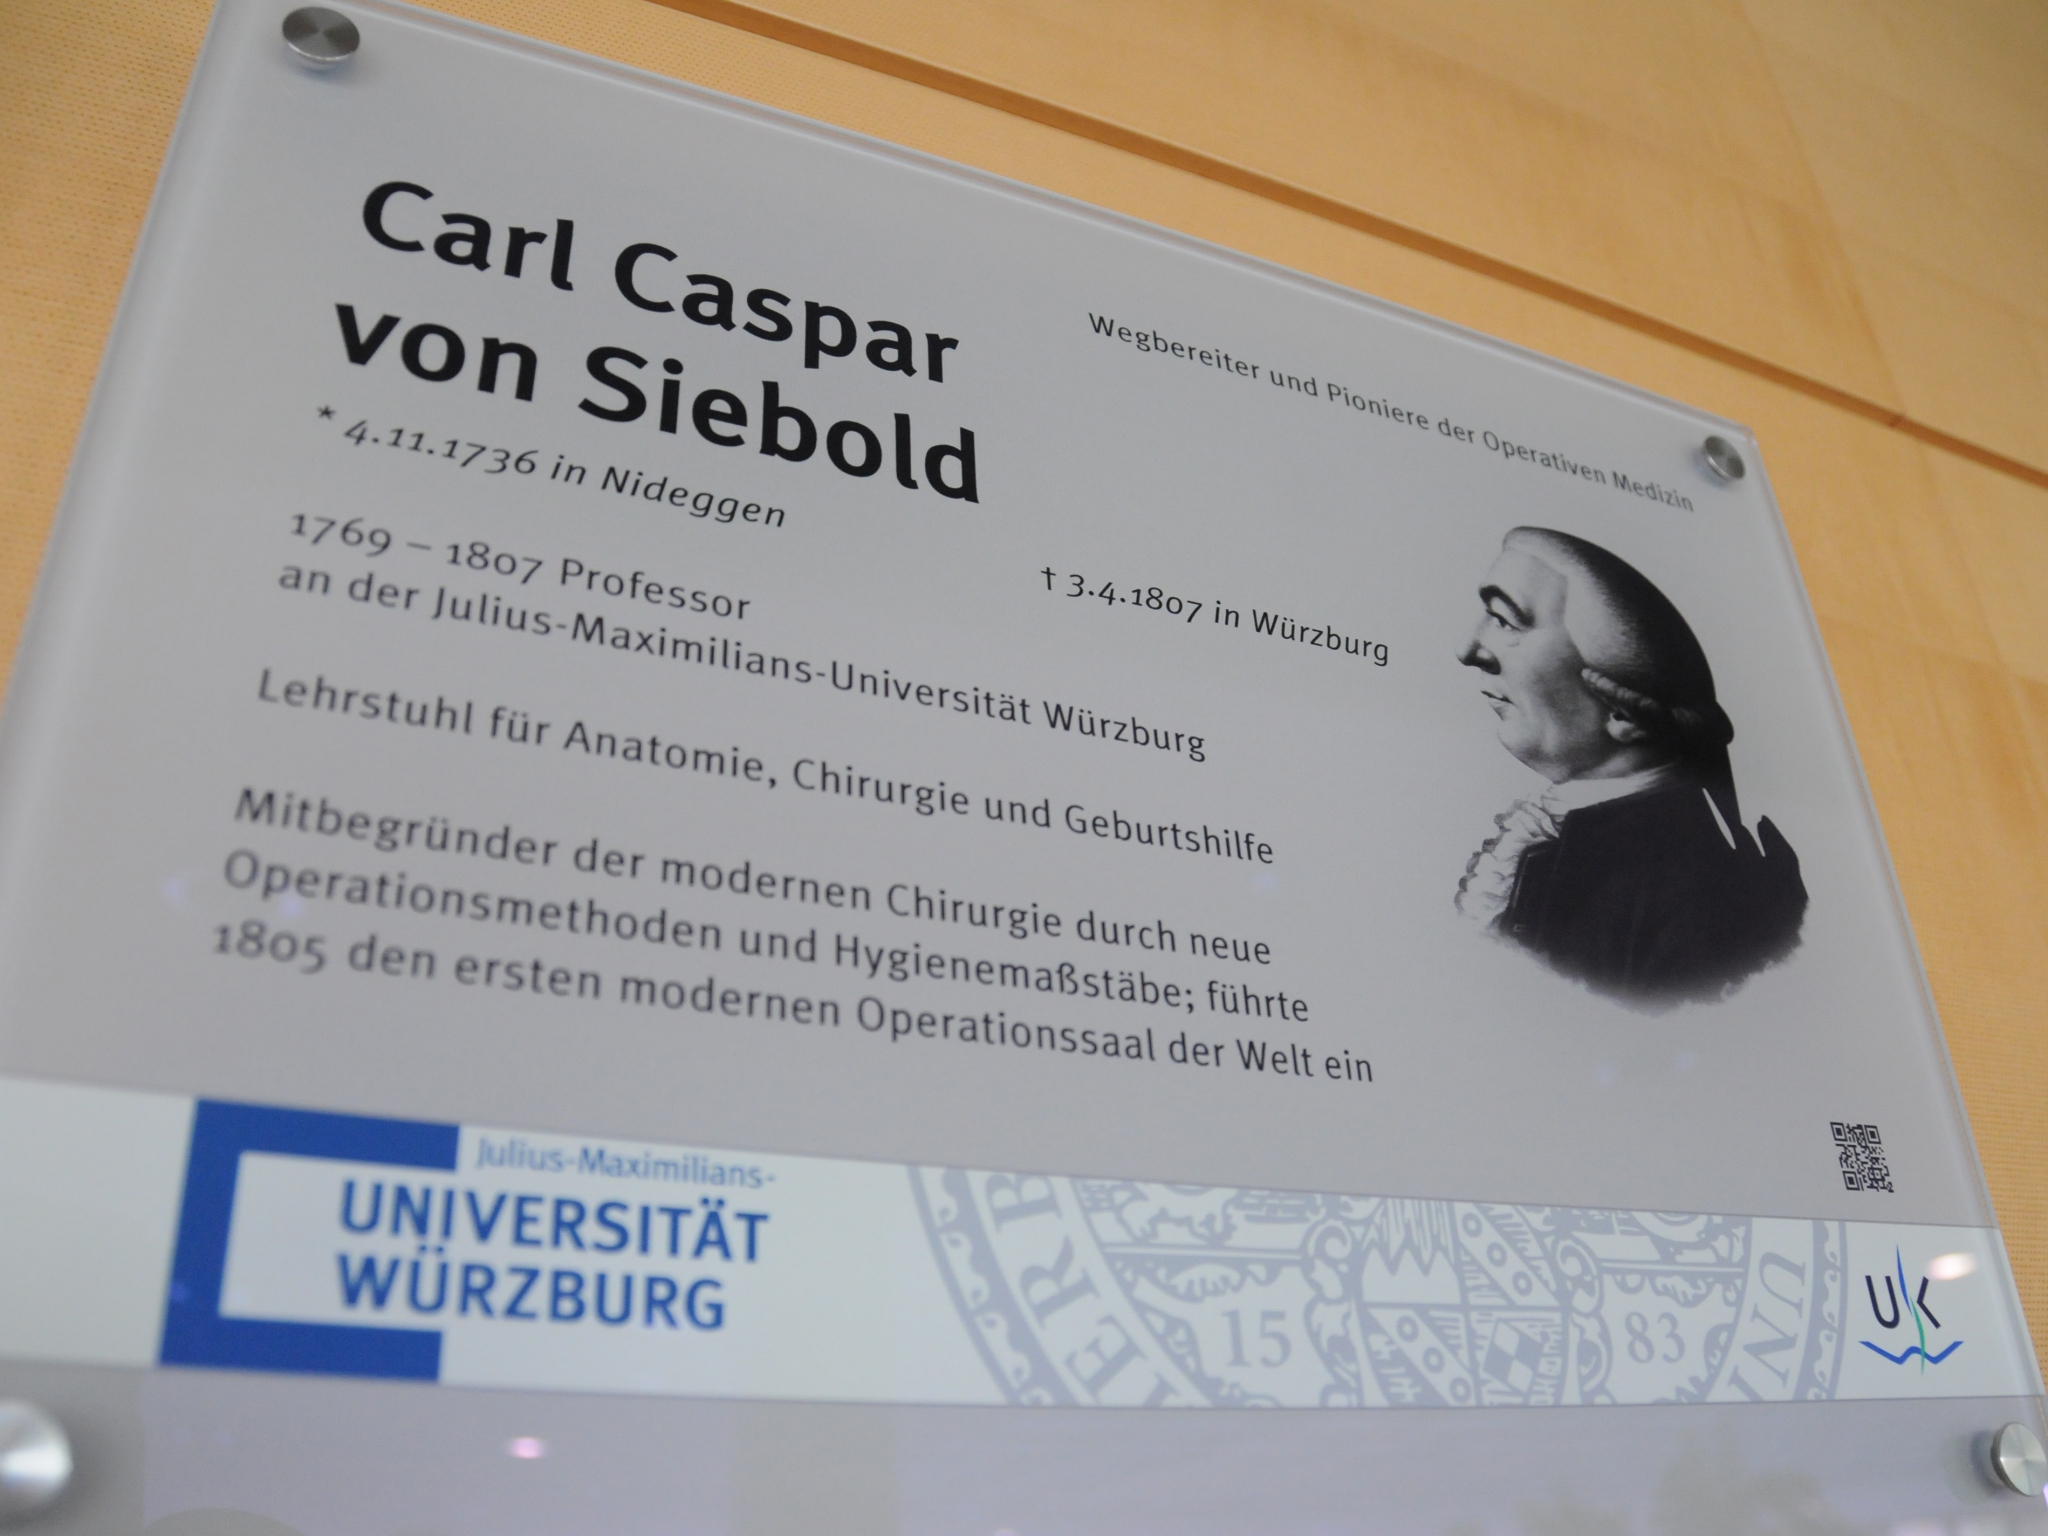 Wegbereiter und Pioniere der Operativen Medizin
Carl Caspar
von Siebold
* 4.11.1736 in Nideggen
† 3.4.1807 in Würzburg
1769 – 1807 Professor
an der Julius-Maximilians-Universität Würzburg
Lehrstuhl für Anatomie, Chirurgie und Geburtshilfe
Mitbegründer der modernen Chirurgie durch neue
Operationsmethoden und Hygienemaßstäbe; führte
1805 den ersten modernen Operationssaal der Welt ein
Julius-Maximilians-
UNIVERSITÄT
WÜRZBURG
15 83
UK